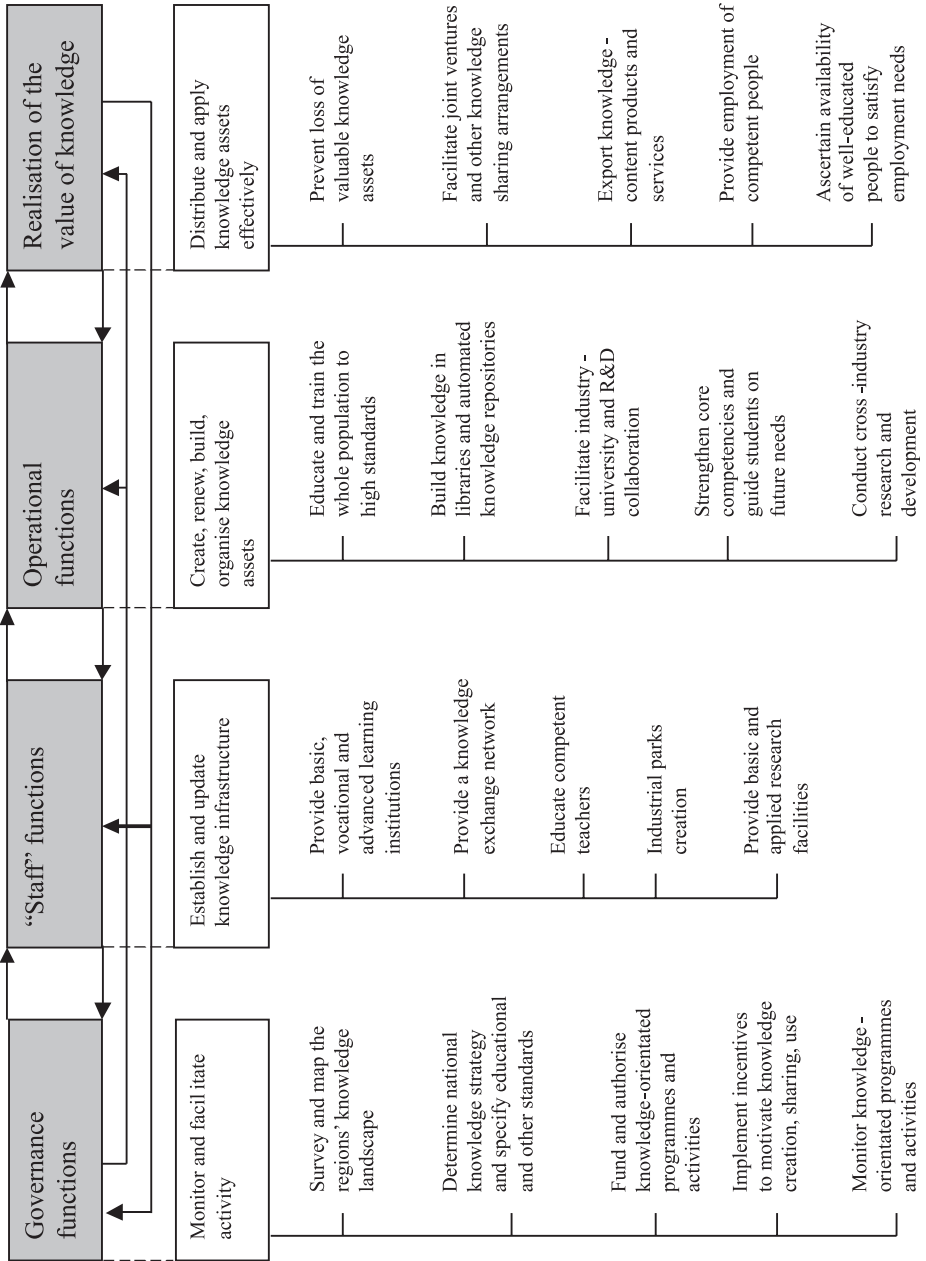 Governance
functions
Monitor and facil itate
activity
Survey and map the
regions’ knowledge
landscape
Determine national
knowledge strategy
and specify educational
and other standards
Fund and authorise
knowledge-orientated
programmes and
activities
Implement incentives
to motivate knowledge
creation, sharing, use
Monitor knowledge -
orientated programmes
and activities
“Staff” functions
Establish and update
knowledge infrastructure
Provide basic,
vocational and
advanced learning
institutions
Provide a knowledge
exchange network
Educate competent
teachers
Industrial parks
creation
Provide basic and
applied research
facilities
Operational
functions
Create, renew, build,
organise knowledge
assets
Educate and train the
whole population to
high standards
Build knowledge in
libraries and automated
knowledge repositories
Facilitate industry -
university and R&D
collaboration
Strengthen core
competencies and
guide students on
future needs
Conduct cross -industry
research and
development
Realisation of the
value of knowledge
Distribute and apply
knowledge assets
effectively
Prevent loss of
valuable knowledge
assets
Facilitate joint ventures
and other knowledge
sharing arrangements
Export knowledge -
content products and
services
Provide employment of
competent people
Ascertain availability
of well-educated
people to satisfy
employment needs